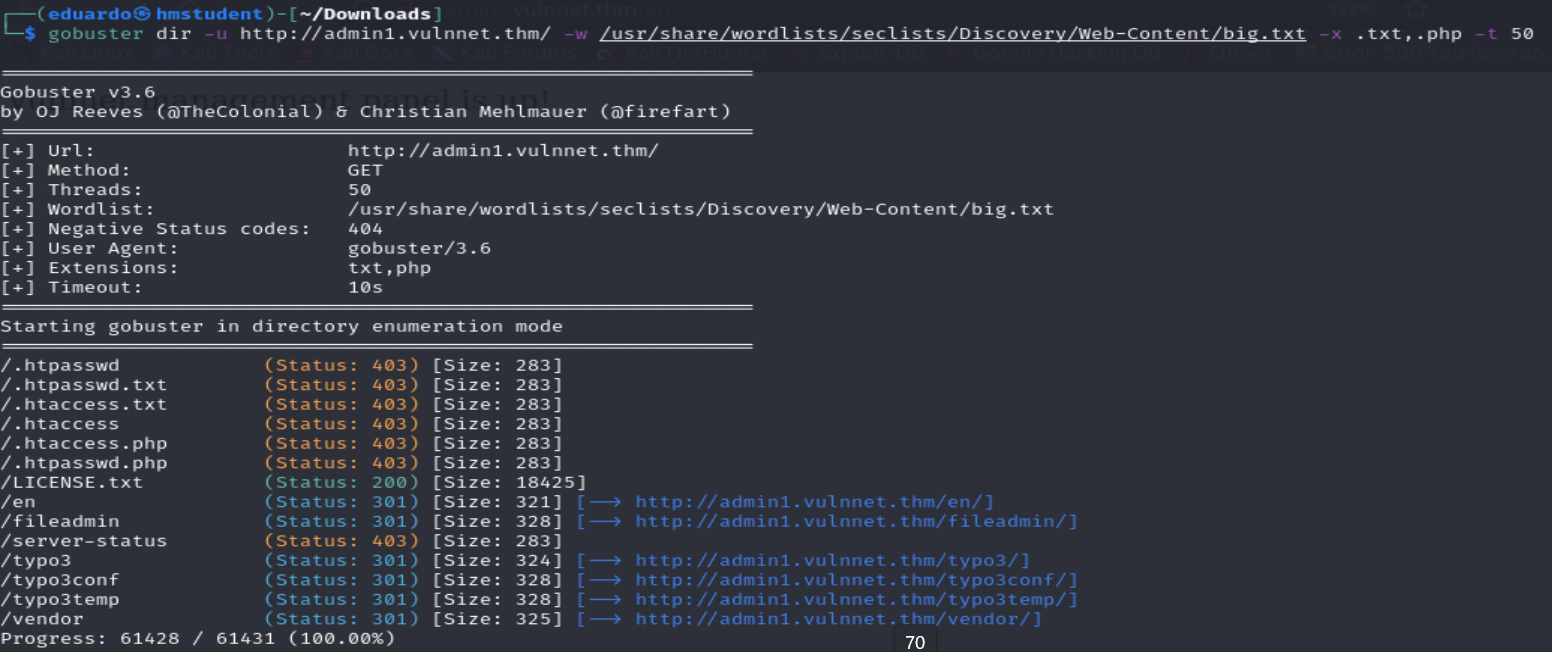 ┌──(eduardo㉿hmstudent)-[~/Downloads]
└─$ gobuster dir -u http://admin1.vulnnet.thm/ -w /usr/share/wordlists/seclists/Discovery/Web-Content/big.txt -x .txt,.php -t 50
===============================================================
Gobuster v3.6
by OJ Reeves (@TheColonial) & Christian Mehlmauer (@firefart)
===============================================================
[+] Url:                     http://admin1.vulnnet.thm/
[+] Method:                  GET
[+] Threads:                 50
[+] Wordlist:                /usr/share/wordlists/seclists/Discovery/Web-Content/big.txt
[+] Negative Status codes:   404
[+] User Agent:              gobuster/3.6
[+] Extensions:              txt,php
[+] Timeout:                 10s
===============================================================
Starting gobuster in directory enumeration mode
===============================================================
/.htpasswd            (Status: 403) [Size: 283]
/.htpasswd.txt        (Status: 403) [Size: 283]
/.htaccess.txt        (Status: 403) [Size: 283]
/.htaccess            (Status: 403) [Size: 283]
/.htaccess.php        (Status: 403) [Size: 283]
/.htpasswd.php        (Status: 403) [Size: 283]
/LICENSE.txt          (Status: 200) [Size: 18425]
/en                   (Status: 301) [Size: 321] [--> http://admin1.vulnnet.thm/en/]
/fileadmin            (Status: 301) [Size: 328] [--> http://admin1.vulnnet.thm/fileadmin/]
/server-status        (Status: 403) [Size: 283]
/typo3                (Status: 301) [Size: 324] [--> http://admin1.vulnnet.thm/typo3/]
/typo3conf            (Status: 301) [Size: 328] [--> http://admin1.vulnnet.thm/typo3conf/]
/typo3temp            (Status: 301) [Size: 328] [--> http://admin1.vulnnet.thm/typo3temp/]
/vendor               (Status: 301) [Size: 325] [--> http://admin1.vulnnet.thm/vendor/]
Progress: 61428 / 61431 (100.00%)
70